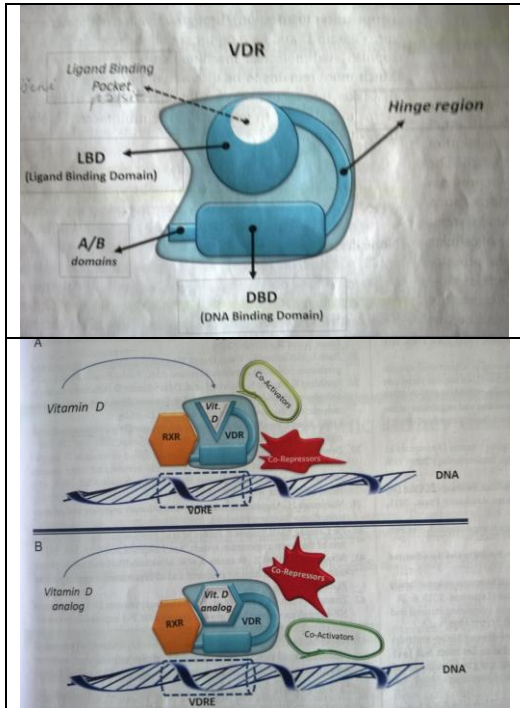 VDR
Ligand Binding
Pocket
Hinge region
LBD
(Ligand Binding Domain)
A/B
domains
DBD
(DNA Binding Domain)
A
Vitamin D
Co-Activators
Vit.
D
RXR
VDR
Co-Repressors
DNA
VDRE
B
Vitamin D
analog
Co-Repressors
Vit. D
analog
RXR
VDR
Co-Activators
DNA
VDRE